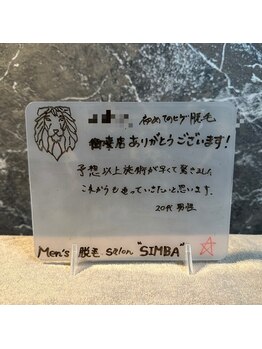 初めてのヒゲ脱毛
御来店ありがとうございます!
予想以上施術が早くて驚きました。
これからも通っていきたいと思います。
20代 男性
Men's 脱毛 salon "SIMBA"